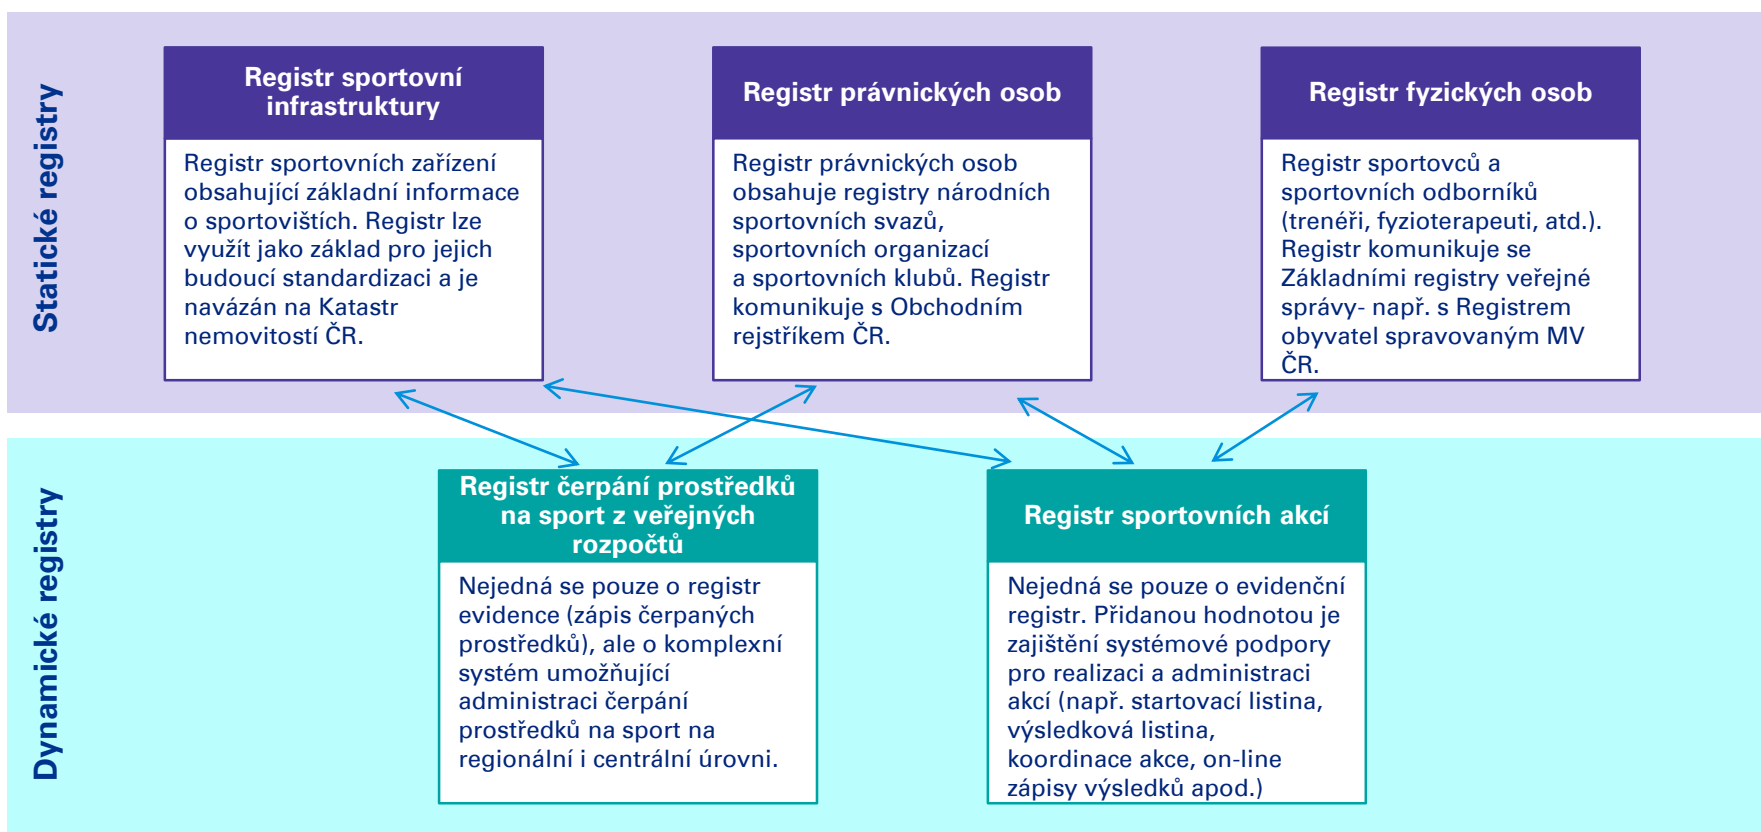 Statické registry
Registr sportovní
infrastruktury
Registr sportovních zařízení
obsahující základní informace
o sportovištích. Registr lze
využít jako základ pro jejich
budoucí standardizaci a je
navázán na Katastr
nemovitostí ČR.
Registr právnických osob
Registr právnických osob
obsahuje registry národních
sportovních svazů,
sportovních organizací
a sportovních klubů. Registr
komunikuje s Obchodním
rejstříkem ČR.
Registr fyzických osob
Registr sportovců a
sportovních odborníků
(trenéři, fyzioterapeuti, atd.).
Registr komunikuje se
Základními registry veřejné
správy- např. s Registrem
obyvatel spravovaným MV
ČR.
Dynamické registry
Registr čerpání prostředků
na sport z veřejných
rozpočtů
Nejedná se pouze o registr
evidence (zápis čerpaných
prostředků), ale o komplexní
systém umožňující
administraci čerpání
prostředků na sport na
regionální i centrální úrovni.
Registr sportovních akcí
Nejedná se pouze o evidenční
registr. Přidanou hodnotou je
zajištění systémové podpory
pro realizaci a administraci
akcí (např. startovací listina,
výsledková listina,
koordinace akce, on-line
zápisy výsledků apod.)